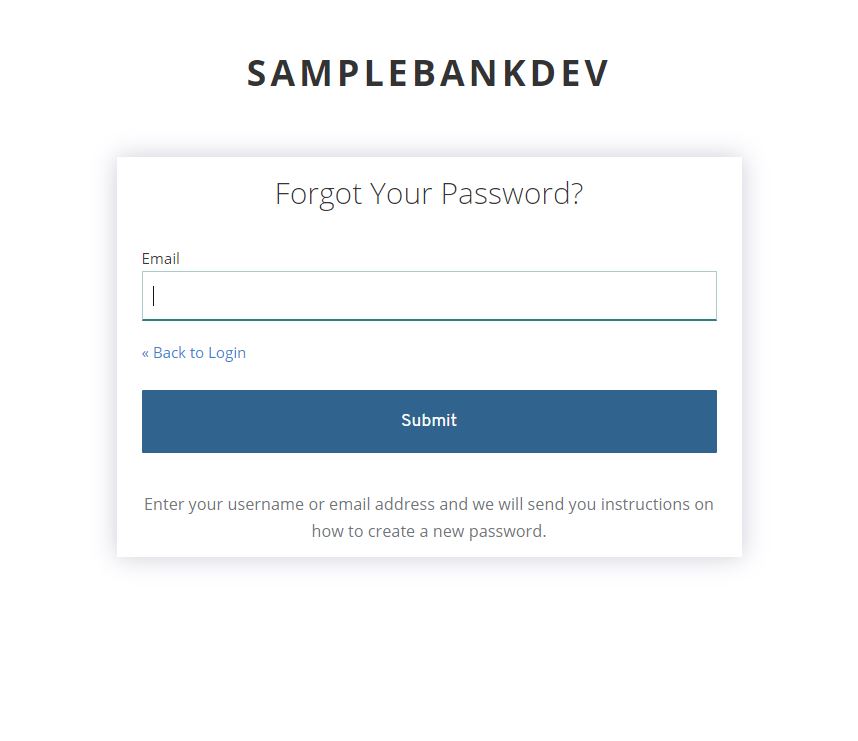 SAMPLEBANKDEV
Forgot Your Password?
Email
« Back to Login
Submit
Enter your username or email address and we will send you instructions on
how to create a new password.